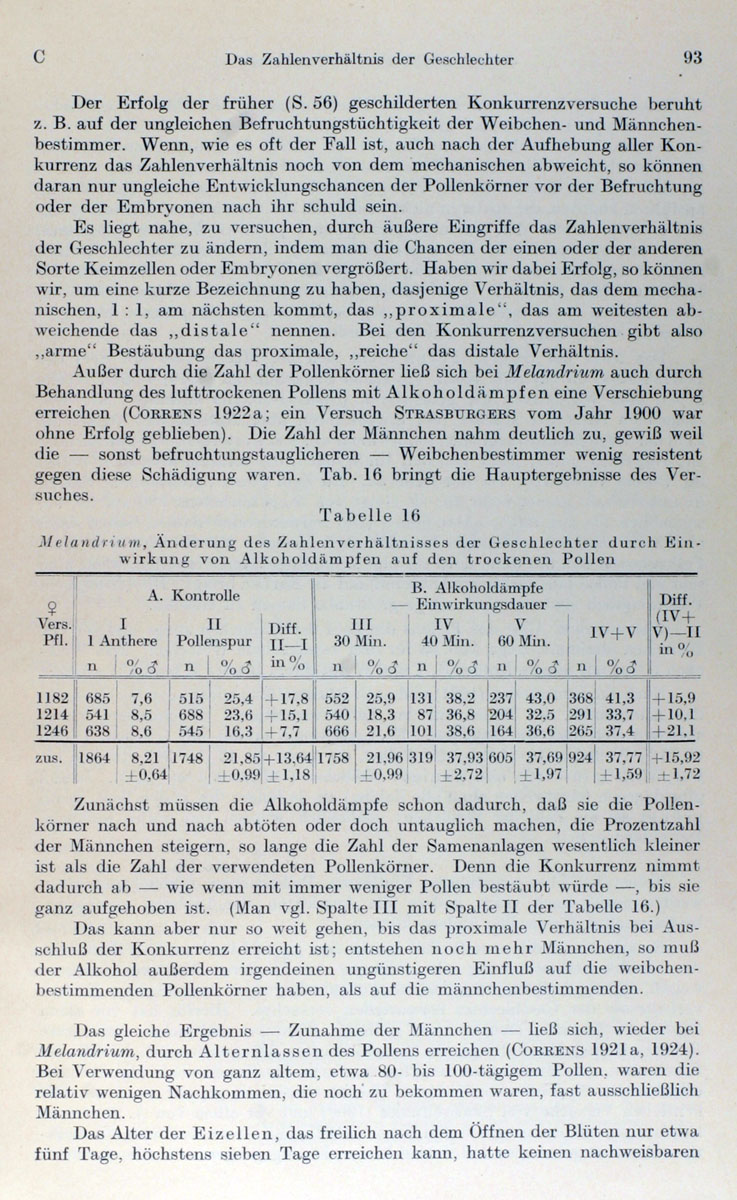 C Das Zahlenverhältnis der Geschlechter 93
Der Erfolg der früher (S. 56) geschilderten Konkurrenzversuche beruht
z. B. auf der ungleichen Befruchtungstüchtigkeit der Weibchen- und Männchen-
bestimmer. Wenn, wie es oft der Fall ist, auch nach der Aufhebung aller Kon-
kurrenz das Zahlenverhältnis noch von dem mechanischen abweicht, so können
daran nur ungleiche Entwicklungschancen der Pollenkörner vor der Befruchtung
oder der Embryonen nach ihr schuld sein.
Es liegt nahe, zu versuchen, durch äußere Eingriffe das Zahlenverhältnis
der Geschlechter zu ändern, indem man die Chancen der einen oder der anderen
Sorte Keimzellen oder Embryonen vergrößert. Haben wir dabei Erfolg, so können
wir, um eine kurze Bezeichnung zu haben, dasjenige Verhältnis, das dem mecha-
nischen, 1 : 1, am nächsten kommt, das „proximale“, das am weitesten ab-
weichende das „distale“ nennen. Bei den Konkurrenzversuchen gibt also
„arme“ Bestäubung das proximale, „reiche“ das distale Verhältnis.
Außer durch die Zahl der Pollenkörner ließ sich bei Melandrium auch durch
Behandlung des lufttrockenen Pollens mit Alkoholdämpfen eine Verschiebung
erreichen (CORRENS 1922a; ein Versuch STRASBURGERS vom Jahr 1900 war
ohne Erfolg geblieben). Die Zahl der Männchen nahm deutlich zu, gewiß weil
die — sonst befruchtungstauglicheren — Weibchenbestimmer wenig resistent
gegen diese Schädigung waren. Tab. 16 bringt die Hauptergebnisse des Ver-
suches.
Tabelle 16
Melandrium, Änderung des Zahlenverhältnisses der Geschlechter durch Ein-
wirkung von Alkoholdämpfen auf den trockenen Pollen
♀ Vers. Pfl. A. Kontrolle B. Alkoholdämpfe — Einwirkungsdauer — Diff. (IV+V)—II in %
I 1 Anthere II Pollenspur Diff. II—I in % III 30 Min. IV 40 Min. V 60 Min. IV+V
n % ♂ n % ♂ n % ♂ n % ♂ n % ♂ n % ♂
1182 685 7,6 515 25,4 +17,8 552 25,9 131 38,2 237 43,0 368 41,3 +15,9
1214 541 8,5 688 23,6 +15,1 540 18,3 87 36,8 204 32,5 291 33,7 +10,1
1246 638 8,6 545 16,3 +7,7 666 21,6 101 38,6 164 36,6 265 37,4 +21,1
zus. 1864 8,21 1748 21,85 +13,64 1758 21,96 319 37,93 605 37,69 924 37,77 +15,92
±0,64 ±0,99 ±1,18 ±0,99 ±2,72 ±1,97 ±1,59 ±1,72
Zunächst müssen die Alkoholdämpfe schon dadurch, daß sie die Pollen-
körner nach und nach abtöten oder doch untauglich machen, die Prozentzahl
der Männchen steigern, so lange die Zahl der Samenanlagen wesentlich kleiner
ist als die Zahl der verwendeten Pollenkörner. Denn die Konkurrenz nimmt
dadurch ab — wie wenn mit immer weniger Pollen bestäubt würde —, bis sie
ganz aufgehoben ist. (Man vgl. Spalte III mit Spalte II der Tabelle 16.)
Das kann aber nur so weit gehen, bis das proximale Verhältnis bei Aus-
schluß der Konkurrenz erreicht ist; entstehen noch mehr Männchen, so muß
der Alkohol außerdem irgendeinen ungünstigeren Einfluß auf die weibchen-
bestimmenden Pollenkörner haben, als auf die männchenbestimmenden.
Das gleiche Ergebnis — Zunahme der Männchen — ließ sich, wieder bei
Melandrium, durch Alternlassen des Pollens erreichen (CORRENS 1921a, 1924).
Bei Verwendung von ganz altem, etwa 80- bis 100-tägigem Pollen, waren die
relativ wenigen Nachkommen, die noch zu bekommen waren, fast ausschließlich
Männchen.
Das Alter der Eizellen, das freilich nach dem Öffnen der Blüten nur etwa
fünf Tage, höchstens sieben Tage erreichen kann, hatte keinen nachweisbaren